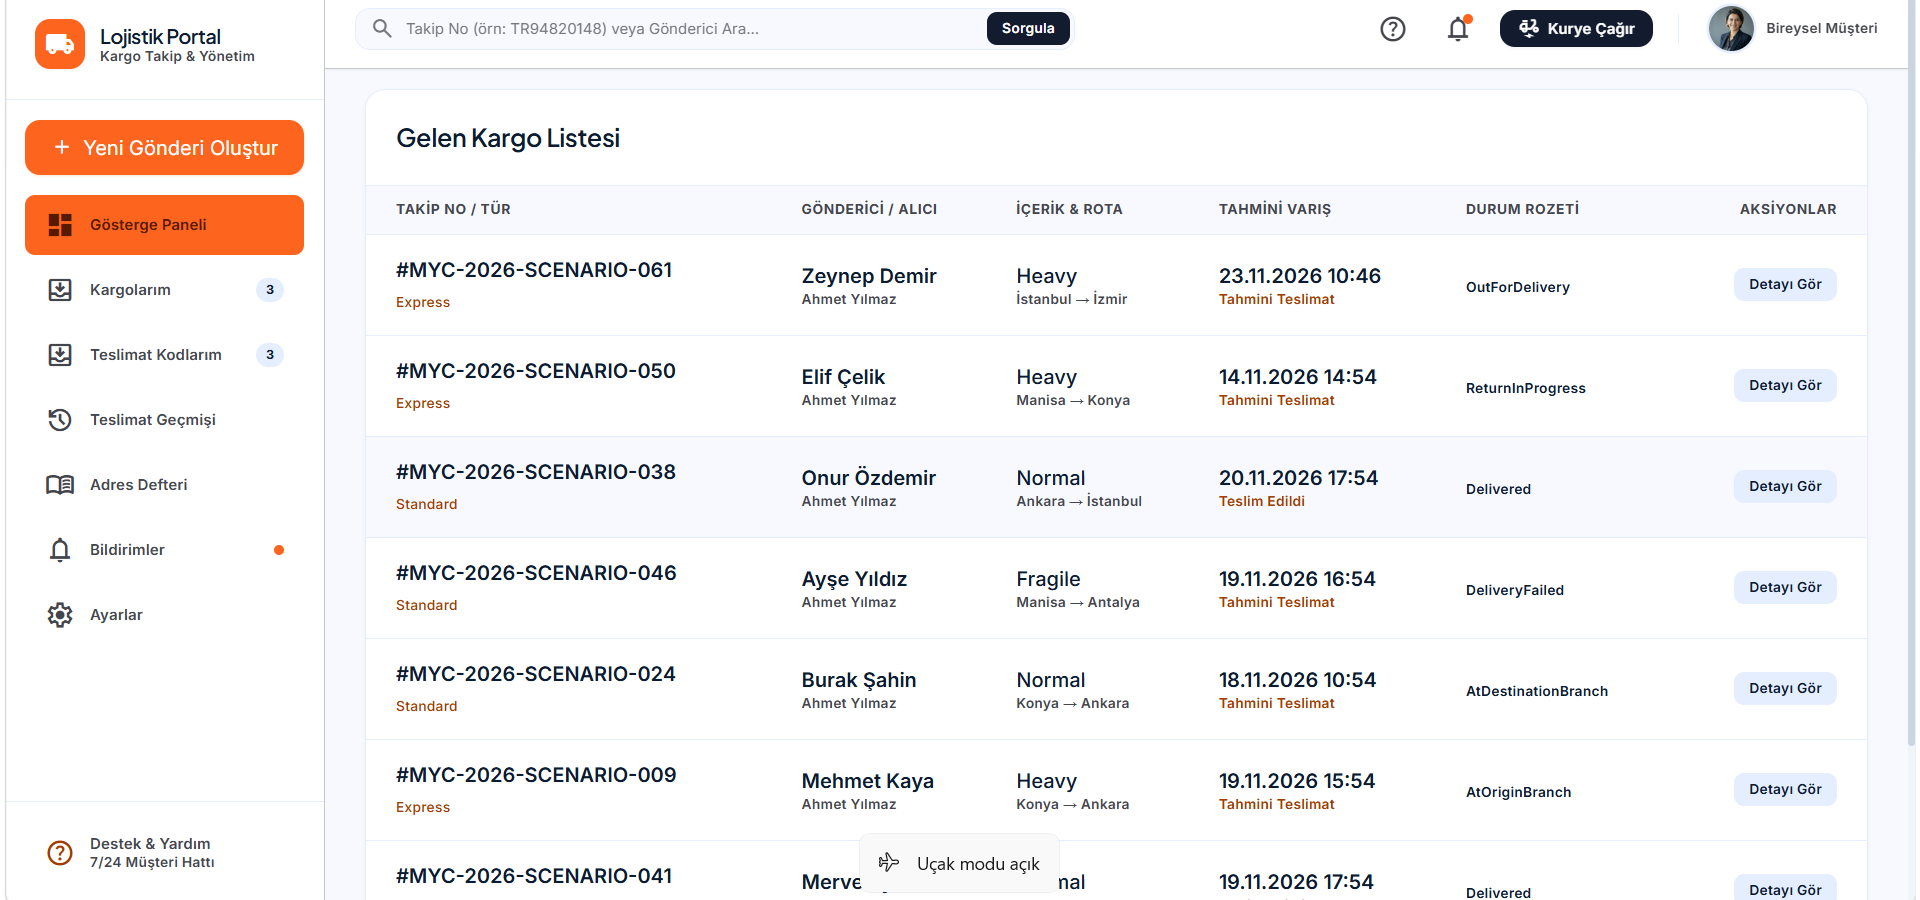 Lojistik Portal
Kargo Takip & Yönetim
Takip No (örn: TR94820148) veya Gönderici Ara...
Sorgula
Kurye Çağır
Bireysel Müşteri
+ Yeni Gönderi Oluştur
Gösterge Paneli
Kargolarım 3
Teslimat Kodlarım 3
Teslimat Geçmişi
Adres Defteri
Bildirimler
Ayarlar
Destek & Yardım
7/24 Müşteri Hattı
Gelen Kargo Listesi
TAKİP NO / TÜR GÖNDERİCİ / ALICI İÇERİK & ROTA TAHMİNİ VARIŞ DURUM ROZETİ AKSİYONLAR
#MYC-2026-SCENARIO-061 Zeynep Demir Heavy 23.11.2026 10:46 OutForDelivery Detayı Gör
Express Ahmet Yılmaz İstanbul → İzmir Tahmini Teslimat
#MYC-2026-SCENARIO-050 Elif Çelik Heavy 14.11.2026 14:54 ReturnInProgress Detayı Gör
Express Ahmet Yılmaz Manisa → Konya Tahmini Teslimat
#MYC-2026-SCENARIO-038 Onur Özdemir Normal 20.11.2026 17:54 Delivered Detayı Gör
Standard Ahmet Yılmaz Ankara → İstanbul Teslim Edildi
#MYC-2026-SCENARIO-046 Ayşe Yıldız Fragile 19.11.2026 16:54 DeliveryFailed Detayı Gör
Standard Ahmet Yılmaz Manisa → Antalya Tahmini Teslimat
#MYC-2026-SCENARIO-024 Burak Şahin Normal 18.11.2026 10:54 AtDestinationBranch Detayı Gör
Standard Ahmet Yılmaz Konya → Ankara Tahmini Teslimat
#MYC-2026-SCENARIO-009 Mehmet Kaya Heavy 19.11.2026 15:54 AtOriginBranch Detayı Gör
Express Ahmet Yılmaz Konya → Ankara Tahmini Teslimat
#MYC-2026-SCENARIO-041 Merve 19.11.2026 17:54 Delivered Detayı Gör
Uçak modu açık